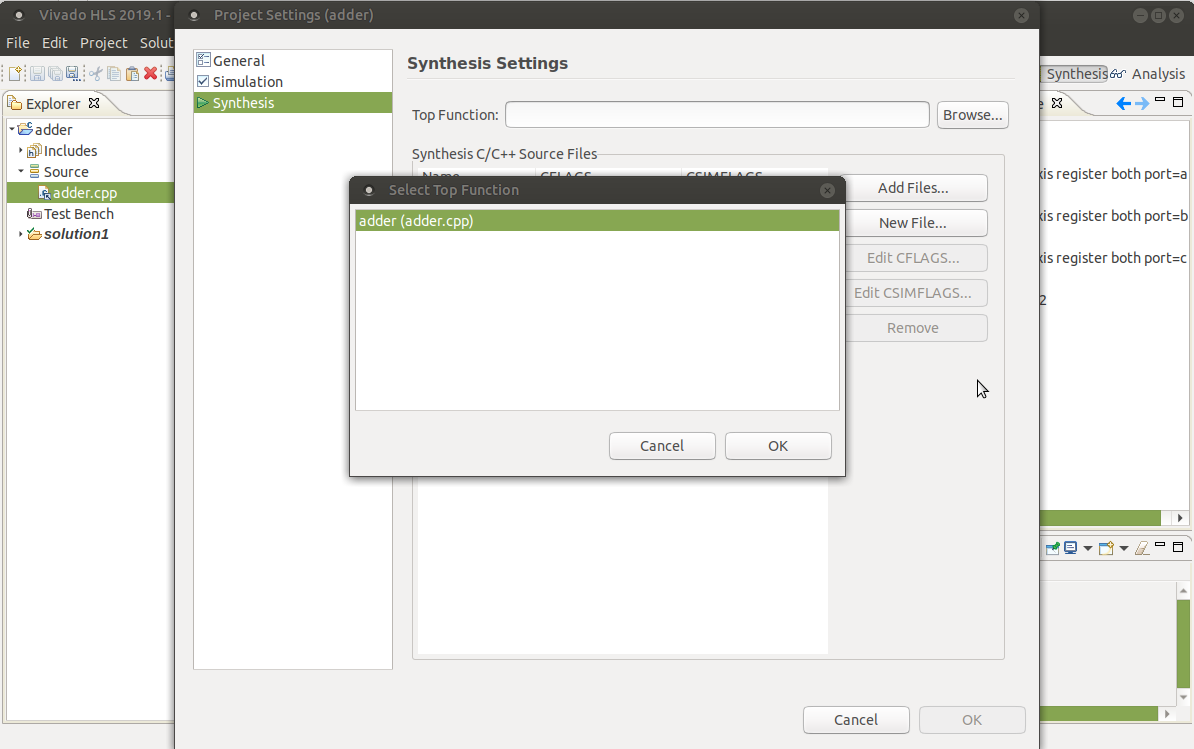 Vivado HLS 2019.1 -
Project Settings (adder)
File Edit Project Solut
Synthesis Analysis
Explorer
adder
Includes
Source
adder.cpp
Test Bench
solution1
General
Simulation
Synthesis
Synthesis Settings
Top Function:
Browse...
Synthesis C/C++ Source Files
Name CFLAGS CSIMFLAGS
Add Files...
New File...
Edit CFLAGS...
Edit CSIMFLAGS...
Remove
Select Top Function
adder (adder.cpp)
Cancel OK
Cancel OK
e
xis register both port=a
xis register both port=b
xis register both port=c
2